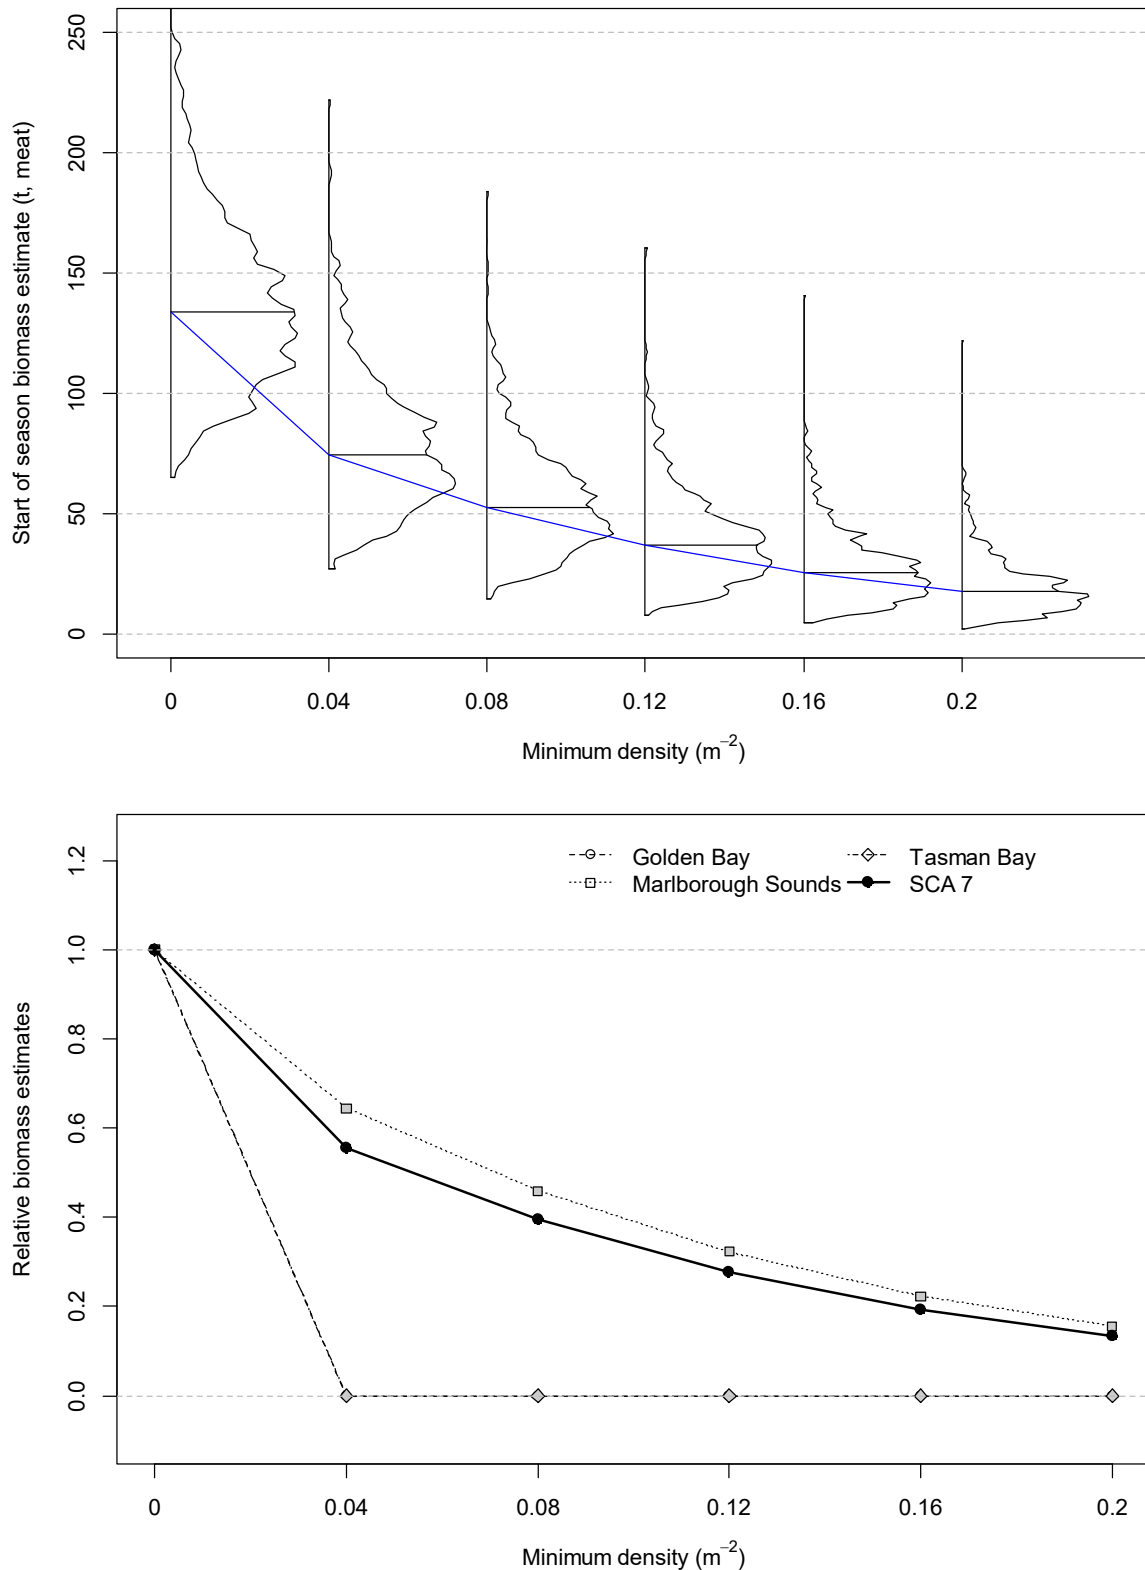 Start of season biomass estimate (t, meat)
250
200
150
100
50
0
0 0.04 0.08 0.12 0.16 0.2
Minimum density (m⁻²)
Relative biomass estimates
1.2
1.0
0.8
0.6
0.4
0.2
0.0
Golden Bay Tasman Bay
Marlborough Sounds SCA 7
0 0.04 0.08 0.12 0.16 0.2
Minimum density (m⁻²)